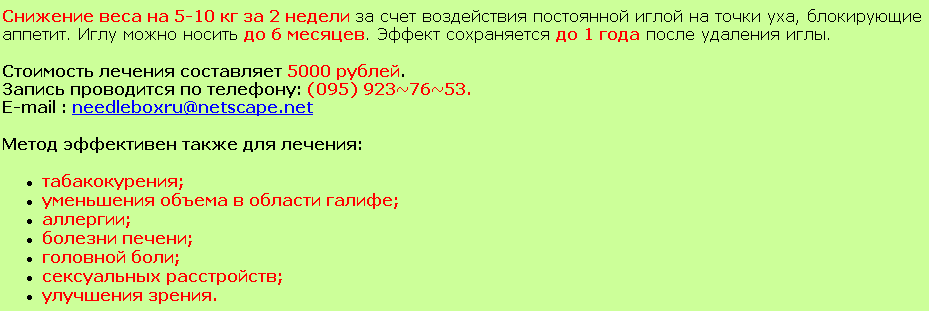 Снижение веса на 5-10 кг за 2 недели за счет воздействия постоянной иглой на точки уха, блокирующие
аппетит. Иглу можно носить до 6 месяцев. Эффект сохраняется до 1 года после удаления иглы.
Стоимость лечения составляет 5000 рублей.
Запись проводится по телефону: (095) 923~76~53.
E-mail : needleboxru@netscape.net
Метод эффективен также для лечения:
• табакокурения;
• уменьшения объема в области галифе;
• аллергии;
• болезни печени;
• головной боли;
• сексуальных расстройств;
• улучшения зрения.